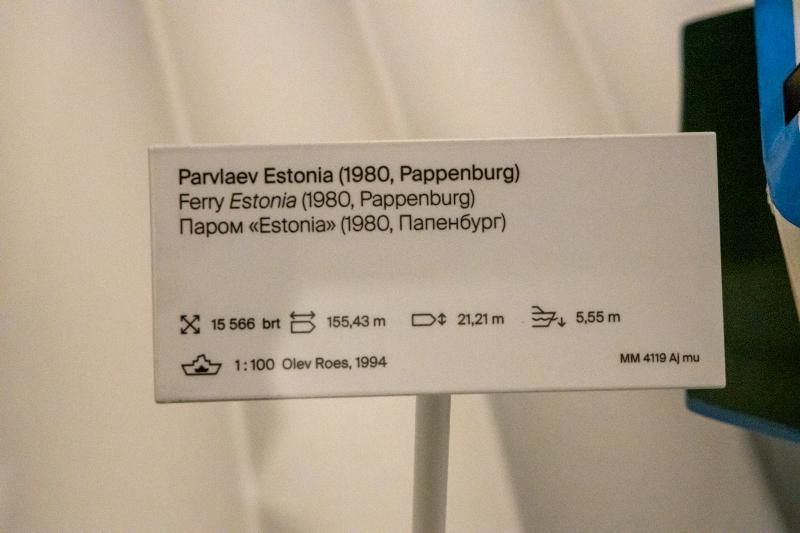 Parvlaev Estonia (1980, Pappenburg)
Ferry Estonia (1980, Pappenburg)
Паром «Estonia» (1980, Папенбург)
15 566 brt 155,43 m 21,21 m 5,55 m
1:100 Olev Roes, 1994
MM 4119 Aj mu